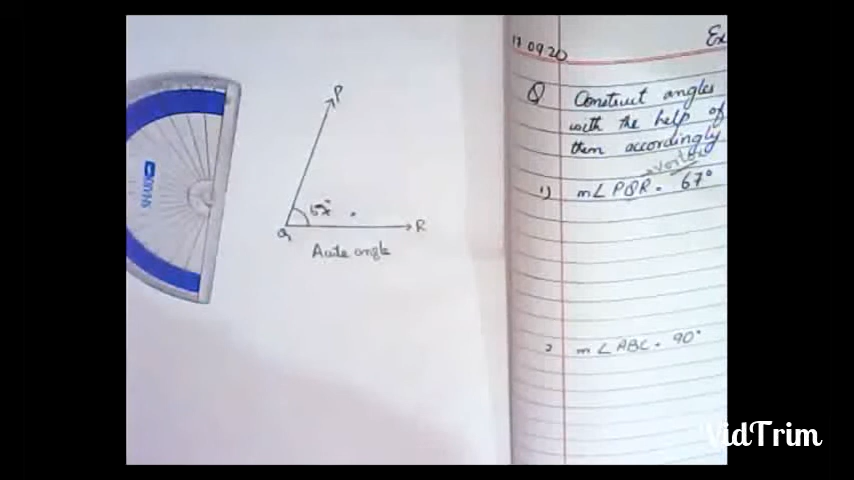 P
67°
Q
R
Acute angle
17 09.20
Ex
Q Construct angles
with the help of
them accordingly
vertex
1) m∠PQR = 67°
2 m∠ABC = 90°
VidTrim